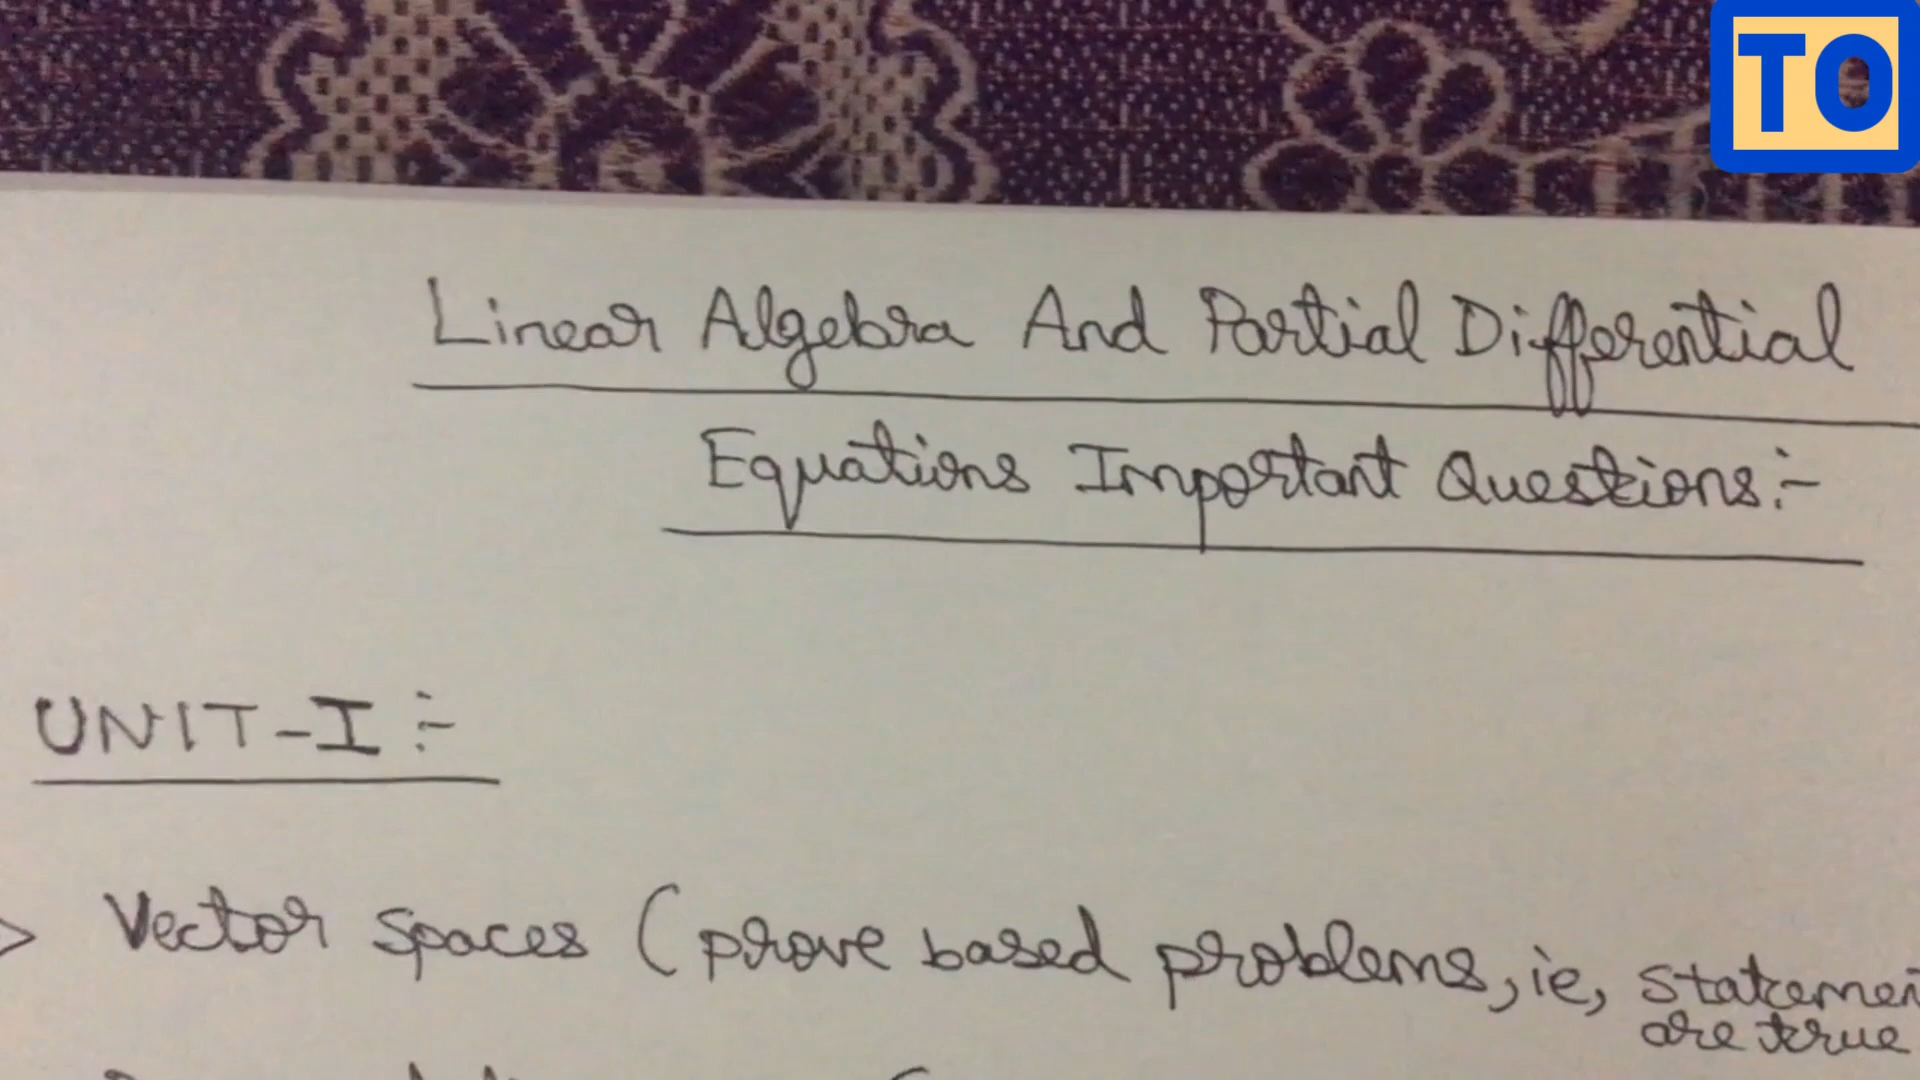 TO
Linear Algebra And Partial Differential
Equations Important Questions:-
UNIT-I :-
> Vector Spaces (prove based problems, ie,
are true